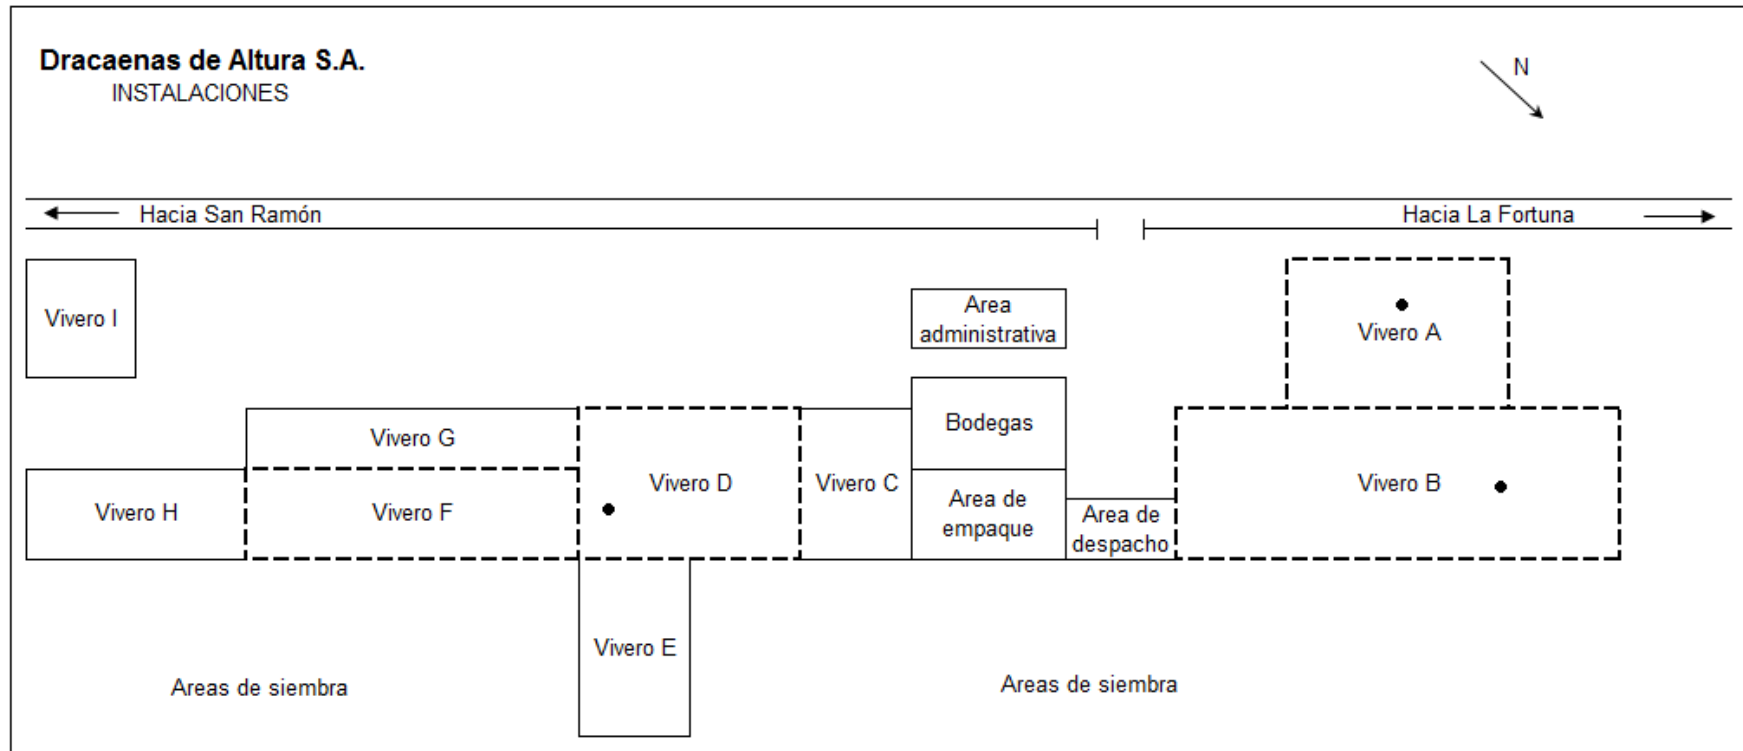 Dracaenas de Altura S.A.
INSTALACIONES
N
Hacia San Ramón
Hacia La Fortuna
Vivero I
Area
administrativa
Vivero A
Vivero G
Bodegas
Vivero H
Vivero F
Vivero D
Vivero C
Area de
empaque
Area de
despacho
Vivero B
Vivero E
Areas de siembra
Areas de siembra